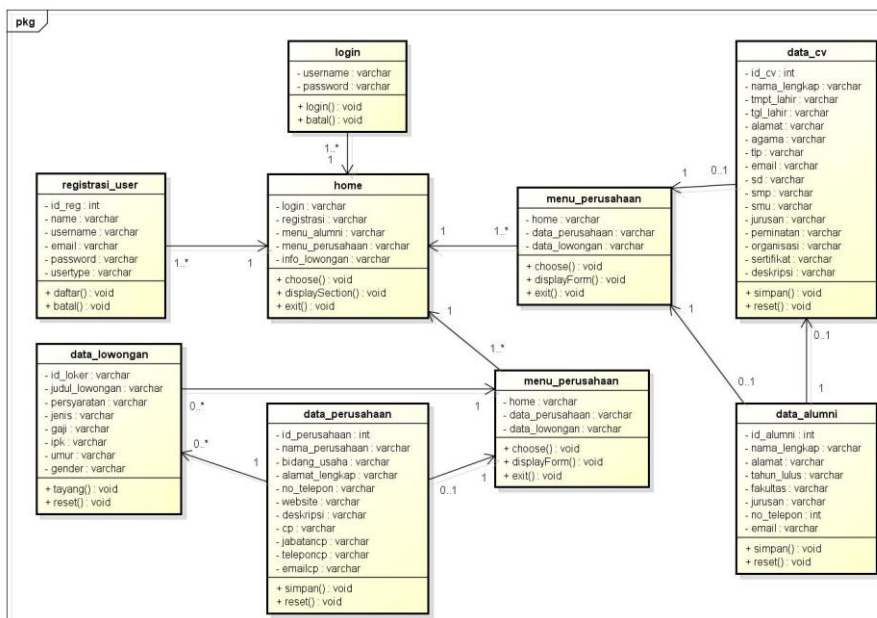 pkg
login
- username : varchar
- password : varchar
+ login() : void
+ batal() : void
1..*
1
registrasi_user
- id_reg : int
- name : varchar
- username : varchar
- email : varchar
- password : varchar
- usertype : varchar
+ daftar() : void
+ batal() : void
1..*
1
home
- login : varchar
- registrasi : varchar
- menu_alumni : varchar
- menu_perusahaan : varchar
- info_lowongan : varchar
+ choose() : void
+ displaySection() : void
+ exit() : void
1
1..*
menu_perusahaan
- home : varchar
- data_perusahaan : varchar
- data_lowongan : varchar
+ choose() : void
+ displayForm() : void
+ exit() : void
1
0..1
data_cv
- id_cv : int
- nama_lengkap : varchar
- tmpt_lahir : varchar
- tgl_lahir : varchar
- alamat : varchar
- agama : varchar
- tlp : varchar
- email : varchar
- sd : varchar
- smp : varchar
- smu : varchar
- jurusan : varchar
- peminatan : varchar
- organisasi : varchar
- sertifikat : varchar
- deskripsi : varchar
+ simpan() : void
+ reset() : void
1
1
1..*
0..1
0..1
1
data_lowongan
- id_loker : varchar
- judul_lowongan : varchar
- persyaratan : varchar
- jenis : varchar
- gaji : varchar
- ipk : varchar
- umur : varchar
- gender : varchar
+ tayang() : void
+ reset() : void
0..*
1
0..*
1
data_perusahaan
- id_perusahaan : int
- nama_perusahaan : varchar
- bidang_usaha : varchar
- alamat_lengkap : varchar
- no_telepon : varchar
- website : varchar
- deskripsi : varchar
- cp : varchar
- jabatancp : varchar
- teleponcp : varchar
- emailcp : varchar
+ simpan() : void
+ reset() : void
0..1
1
menu_perusahaan
- home : varchar
- data_perusahaan : varchar
- data_lowongan : varchar
+ choose() : void
+ displayForm() : void
+ exit() : void
data_alumni
- id_alumni : int
- nama_lengkap : varchar
- alamat : varchar
- tahun_lulus : varchar
- fakultas : varchar
- jurusan : varchar
- no_telepon : int
- email : varchar
+ simpan() : void
+ reset() : void